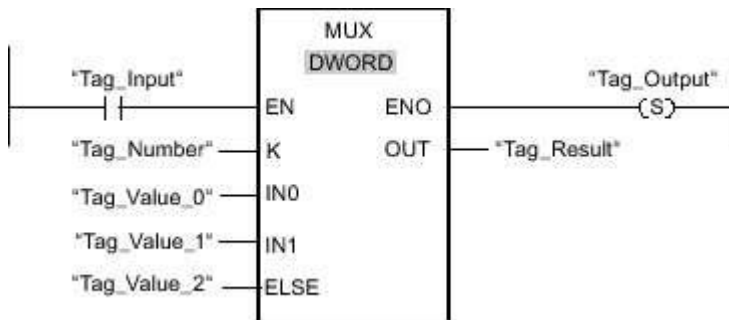 MUX
DWORD
"Tag_Input" "Tag_Output"
EN ENO (S)
"Tag_Number" K OUT "Tag_Result"
"Tag_Value_0" IN0
"Tag_Value_1" IN1
"Tag_Value_2" ELSE